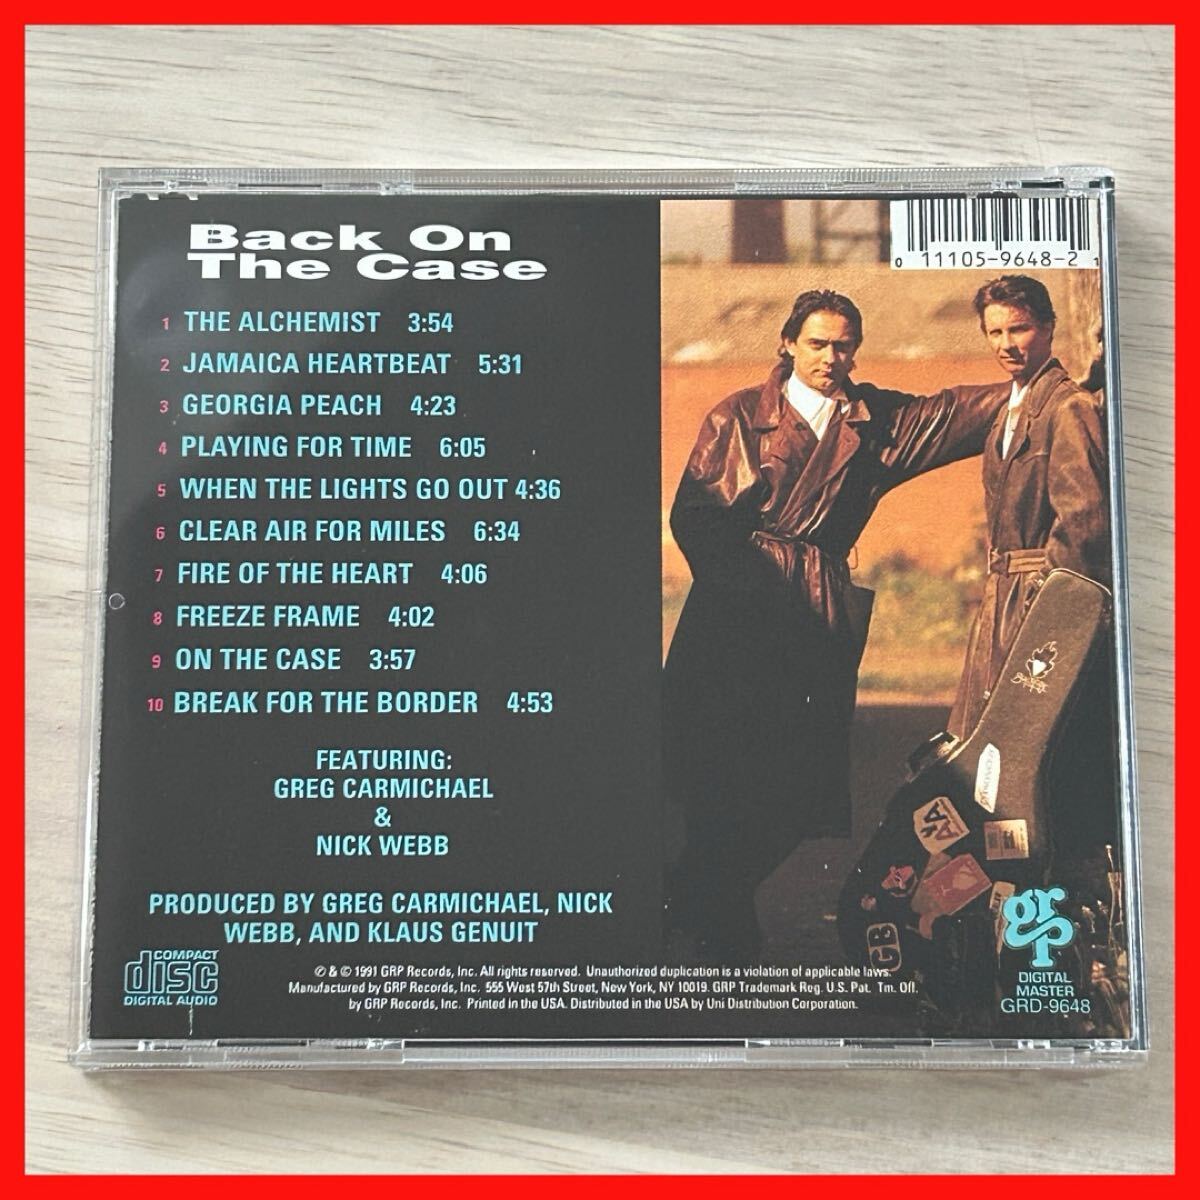 Back On
The Case
0 11105-9648-2 1
1 THE ALCHEMIST 3:54
2 JAMAICA HEARTBEAT 5:31
3 GEORGIA PEACH 4:23
4 PLAYING FOR TIME 6:05
5 WHEN THE LIGHTS GO OUT 4:36
6 CLEAR AIR FOR MILES 6:34
7 FIRE OF THE HEART 4:06
8 FREEZE FRAME 4:02
9 ON THE CASE 3:57
10 BREAK FOR THE BORDER 4:53
FEATURING:
GREG CARMICHAEL
&
NICK WEBB
PRODUCED BY GREG CARMICHAEL, NICK
WEBB, AND KLAUS GENUIT
COMPACT
disc
DIGITAL AUDIO
℗ & © 1991 GRP Records, Inc. All rights reserved. Unauthorized duplication is a violation of applicable laws.
Manufactured by GRP Records, Inc. 555 West 57th Street, New York, NY 10019. GRP Trademark Reg. U.S. Pat. Tm. Off.
by GRP Records, Inc. Printed in the USA. Distributed in the USA by Uni Distribution Corporation.
GB
grp
DIGITAL
MASTER
GRD-9648